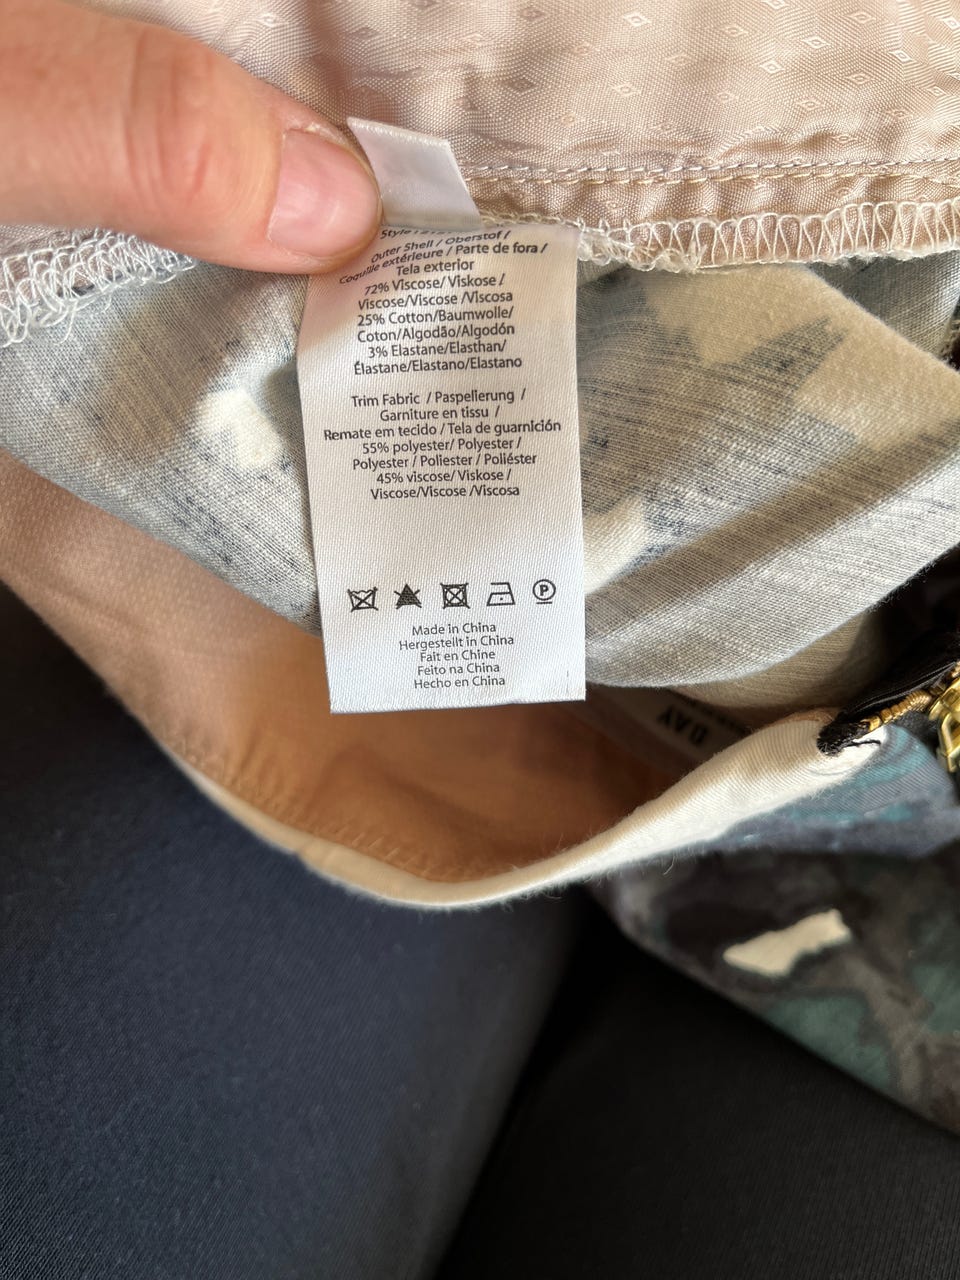 Style
Outer Shell / Oberstof /
Coquille extérieure / Parte de fora /
Tela exterior
72% Viscose/ Viskose /
Viscose/Viscose /Viscosa
25% Cotton/Baumwolle/
Coton/Algodão/Algodón
3% Elastane/Elasthan/
Élastane/Elastano/Elastano
Trim Fabric / Paspelierung /
Garniture en tissu /
Remate em tecido / Tela de guarnición
55% polyester/ Polyester /
Polyester / Poliester / Poliéster
45% viscose/ Viskose /
Viscose/Viscose /Viscosa
P
Made in China
Hergestellt in China
Fait en Chine
Feito na China
Hecho en China
DAY